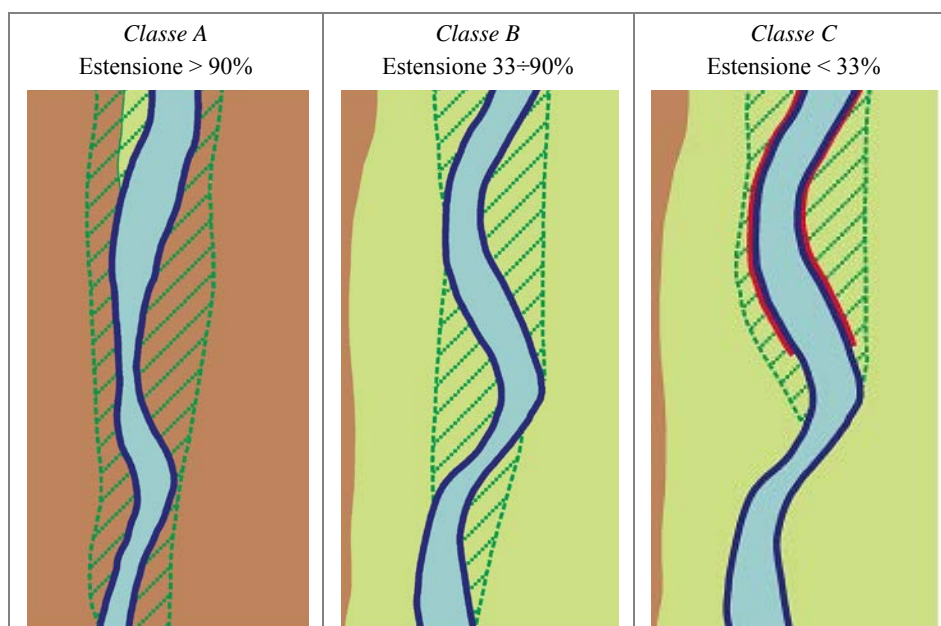 Classe A
Estensione > 90%
Classe B
Estensione 33÷90%
Classe C
Estensione < 33%